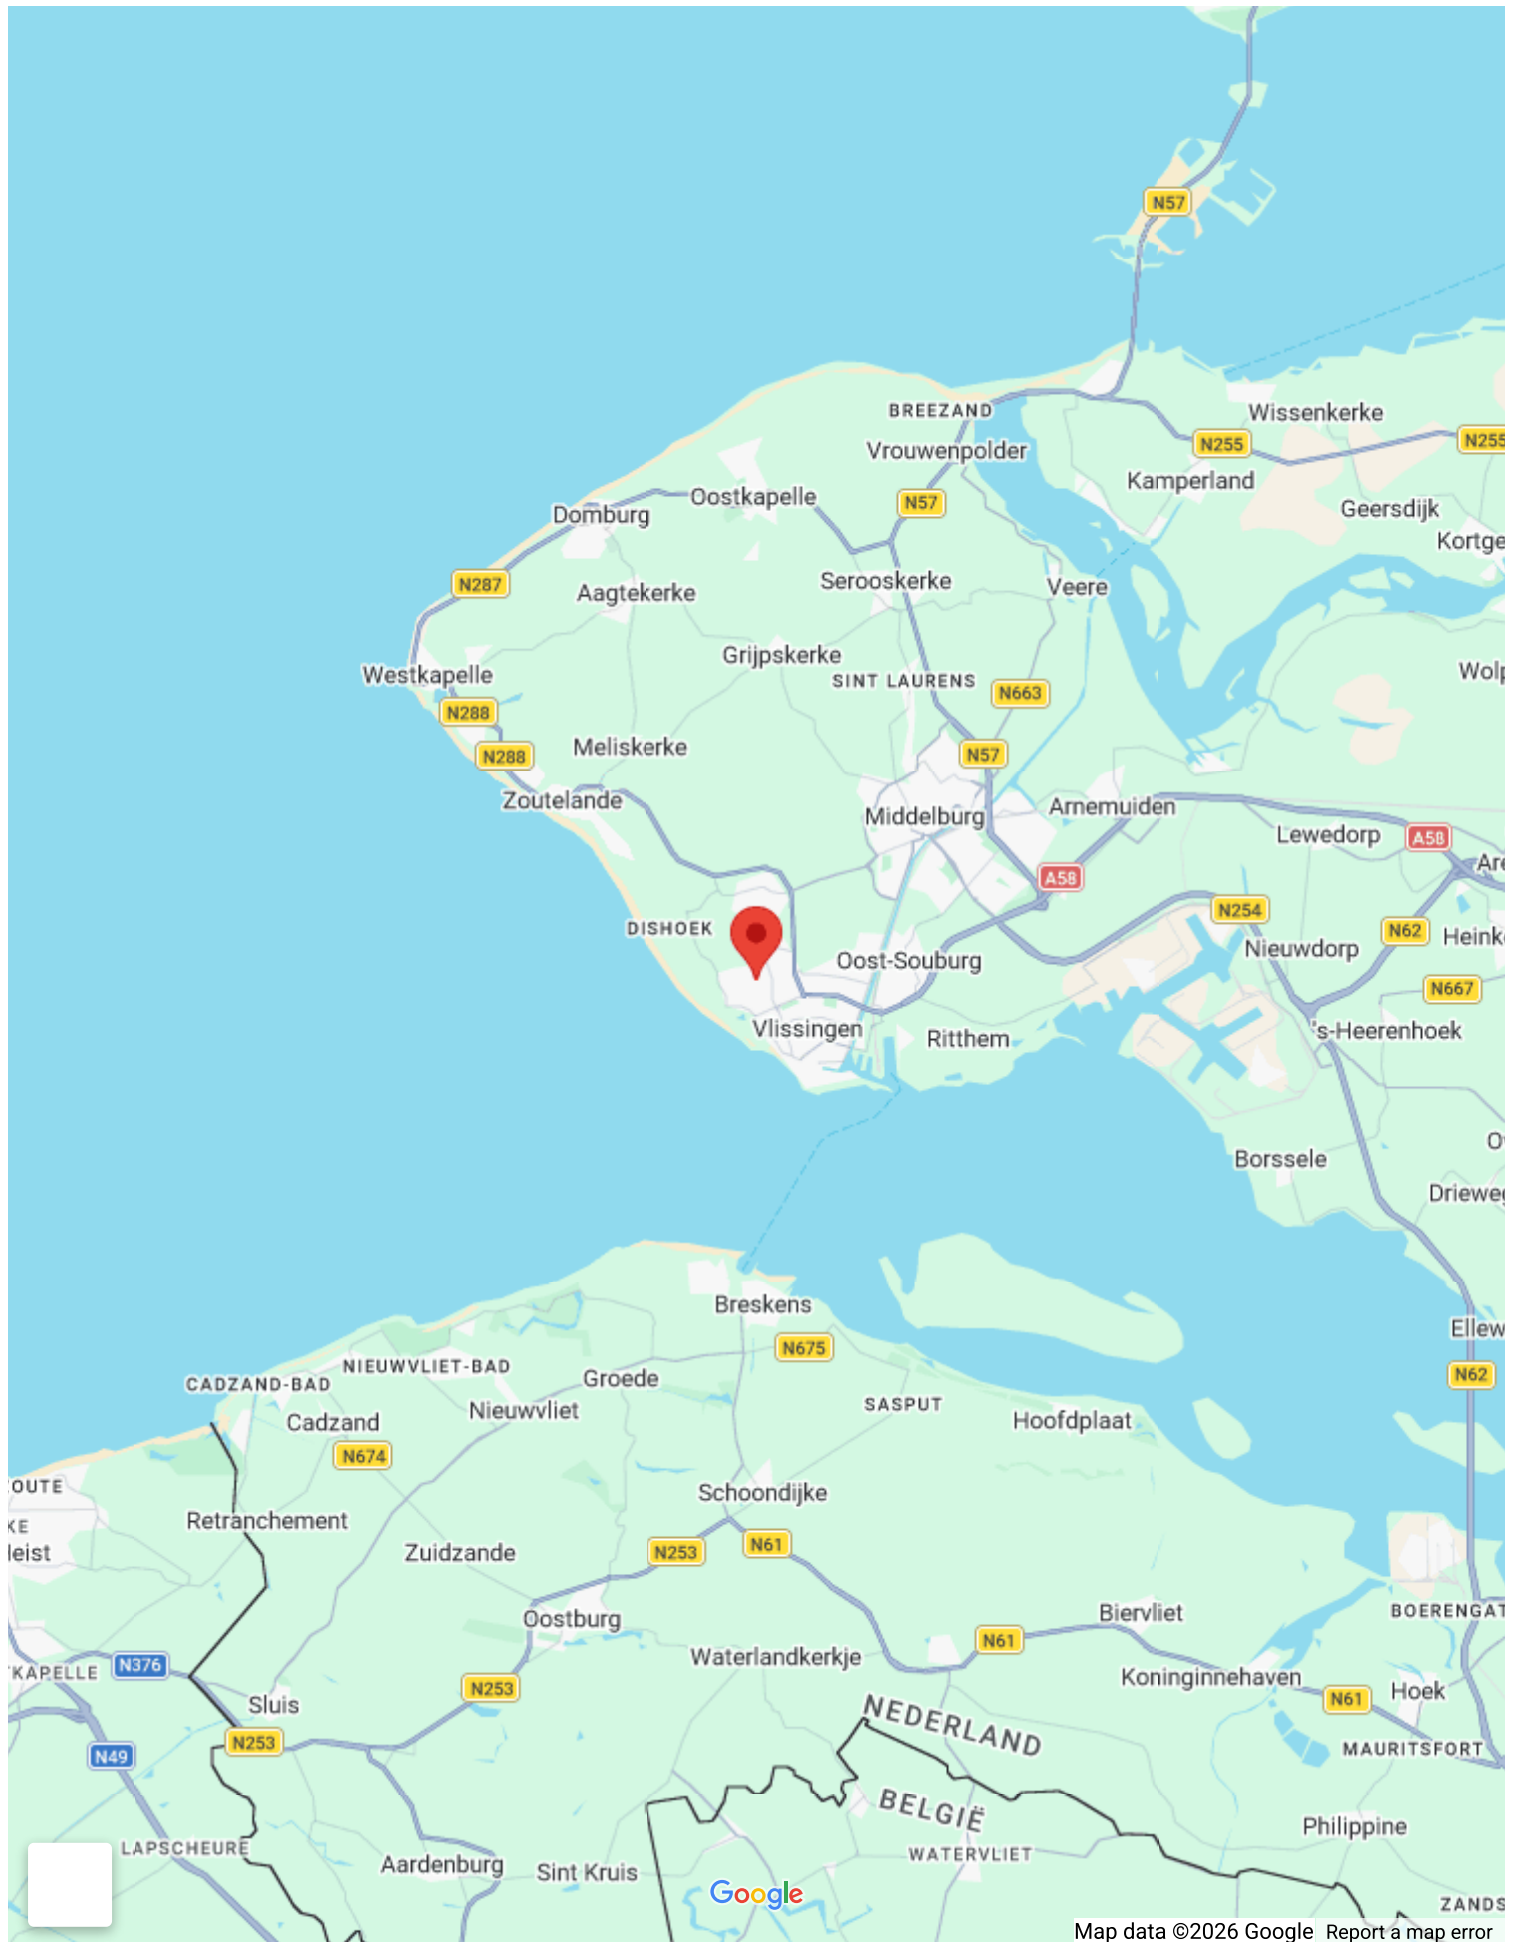 N57
BREEZAND
Wissenkerke
N255
N255
Vrouwenpolder
Kamperland
Oostkapelle
N57
Geersdijk
Domburg
Kortge
N287
Serooskerke
Veere
Aagtekerke
Grijpskerke
Westkapelle
SINT LAURENS
N663
Wolp
N288
Meliskerke
N57
N288
Zoutelande
Middelburg
Arnemuiden
Lewedorp
A58
A58
Are
N254
DISHOEK
N62
Heink
Oost-Souburg
Nieuwdorp
N667
Vlissingen
Ritthem
's-Heerenhoek
Borssele
Drieweg
Breskens
Ellew
N675
NIEUWVLIET-BAD
CADZAND-BAD
Groede
N62
Nieuwvliet
SASPUT
Cadzand
Hoofdplaat
N674
OUTE
Schoondijke
Retranchement
KE
eist
Zuidzande
N253
N61
Oostburg
Biervliet
BOERENGAT
N61
Waterlandkerkje
N376
KAPELLE
N253
Koninginnehaven
Sluis
N61
Hoek
NEDERLAND
N253
N49
MAURITSFORT
BELGIË
Philippine
LAPSCHEURE
WATERVLIET
Aardenburg
Sint Kruis
Google
ZANDS
Map data ©2026 Google
Report a map error